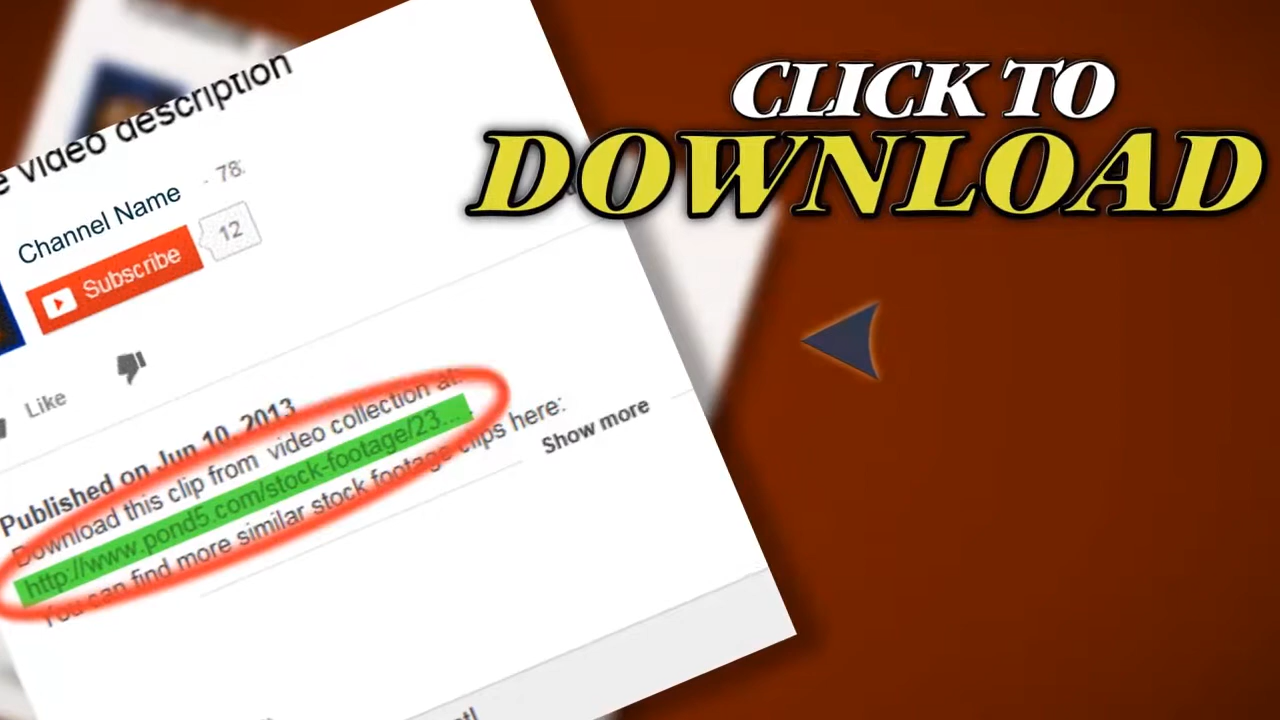 CLICK TO
DOWNLOAD
video description
Channel Name
Subscribe
12
Like
Published on Jun 10, 2013
Download this clip from video collection at:
http://www.pond5.com/stock-footage/23...
You can find more similar stock footage clips here:
Show more